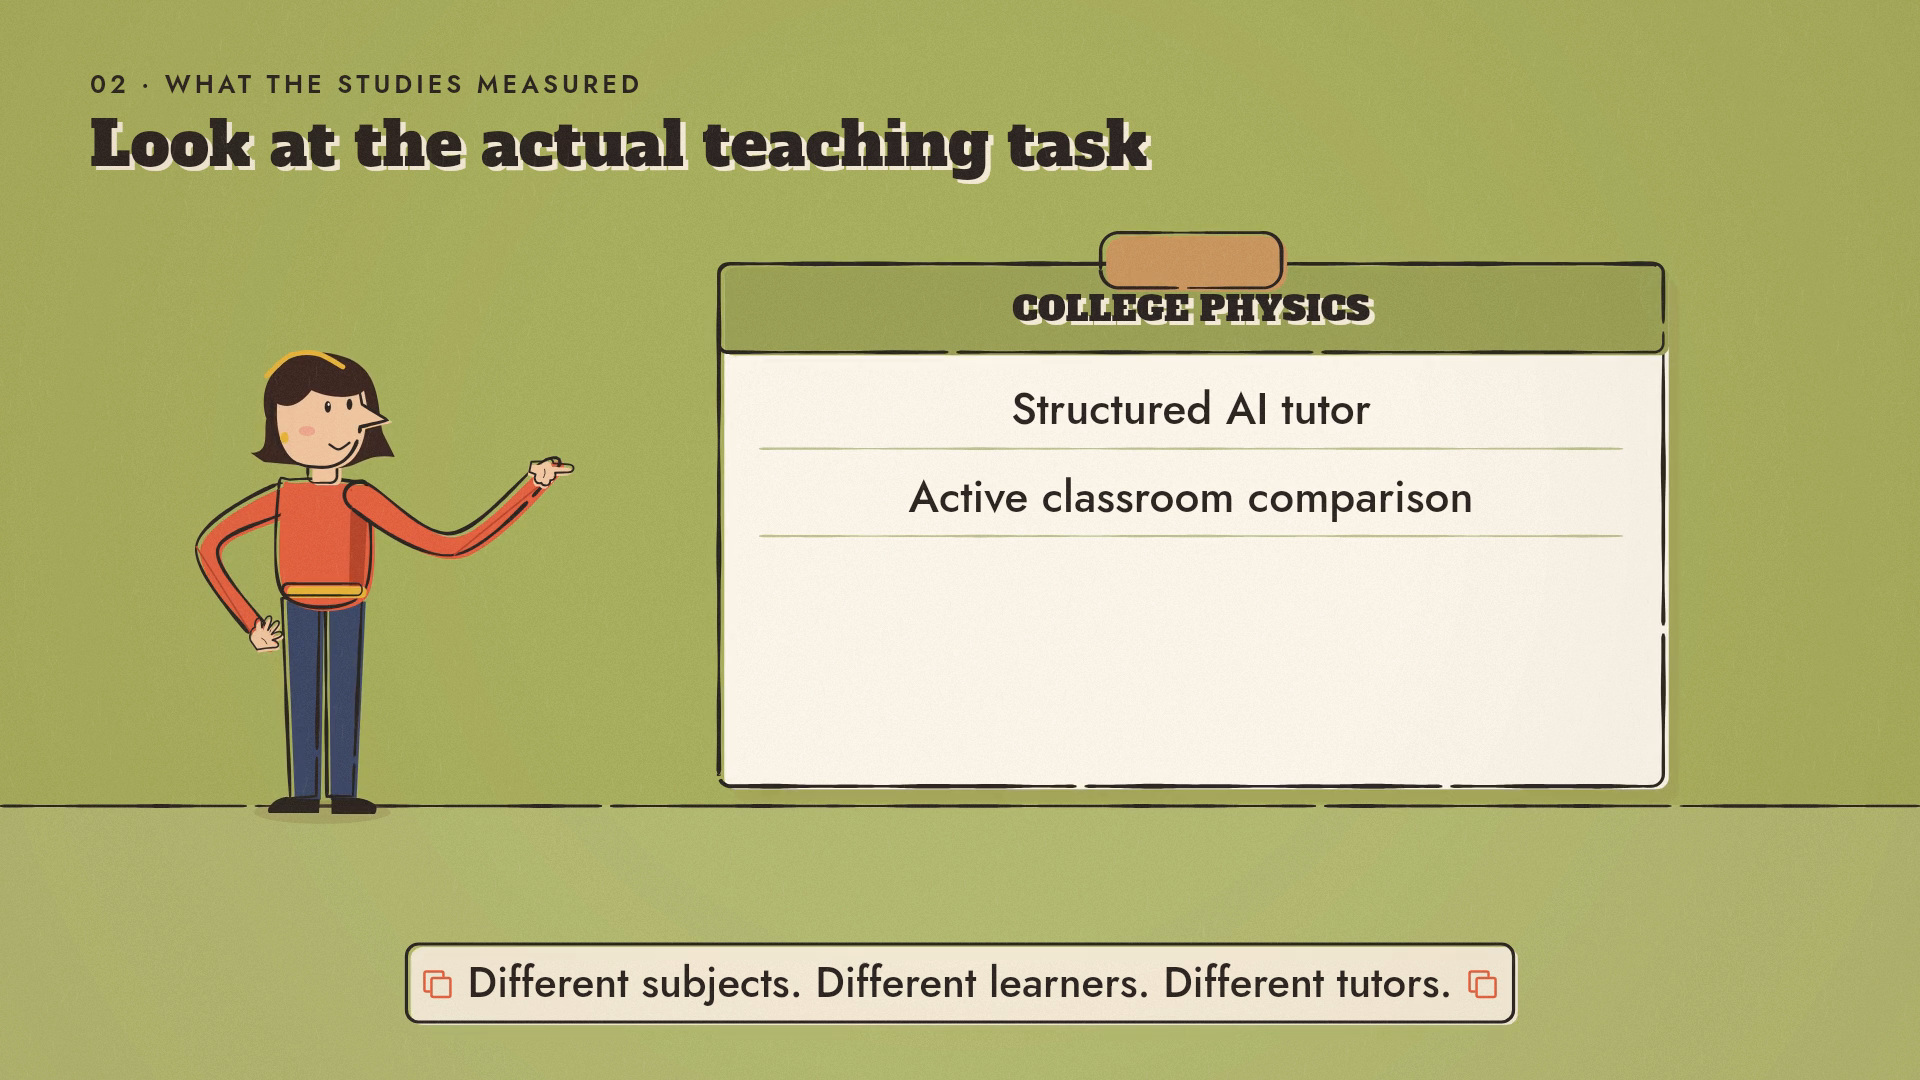 02 · WHAT THE STUDIES MEASURED
Look at the actual teaching task
COLLEGE PHYSICS
Structured AI tutor
Active classroom comparison
Different subjects. Different learners. Different tutors.